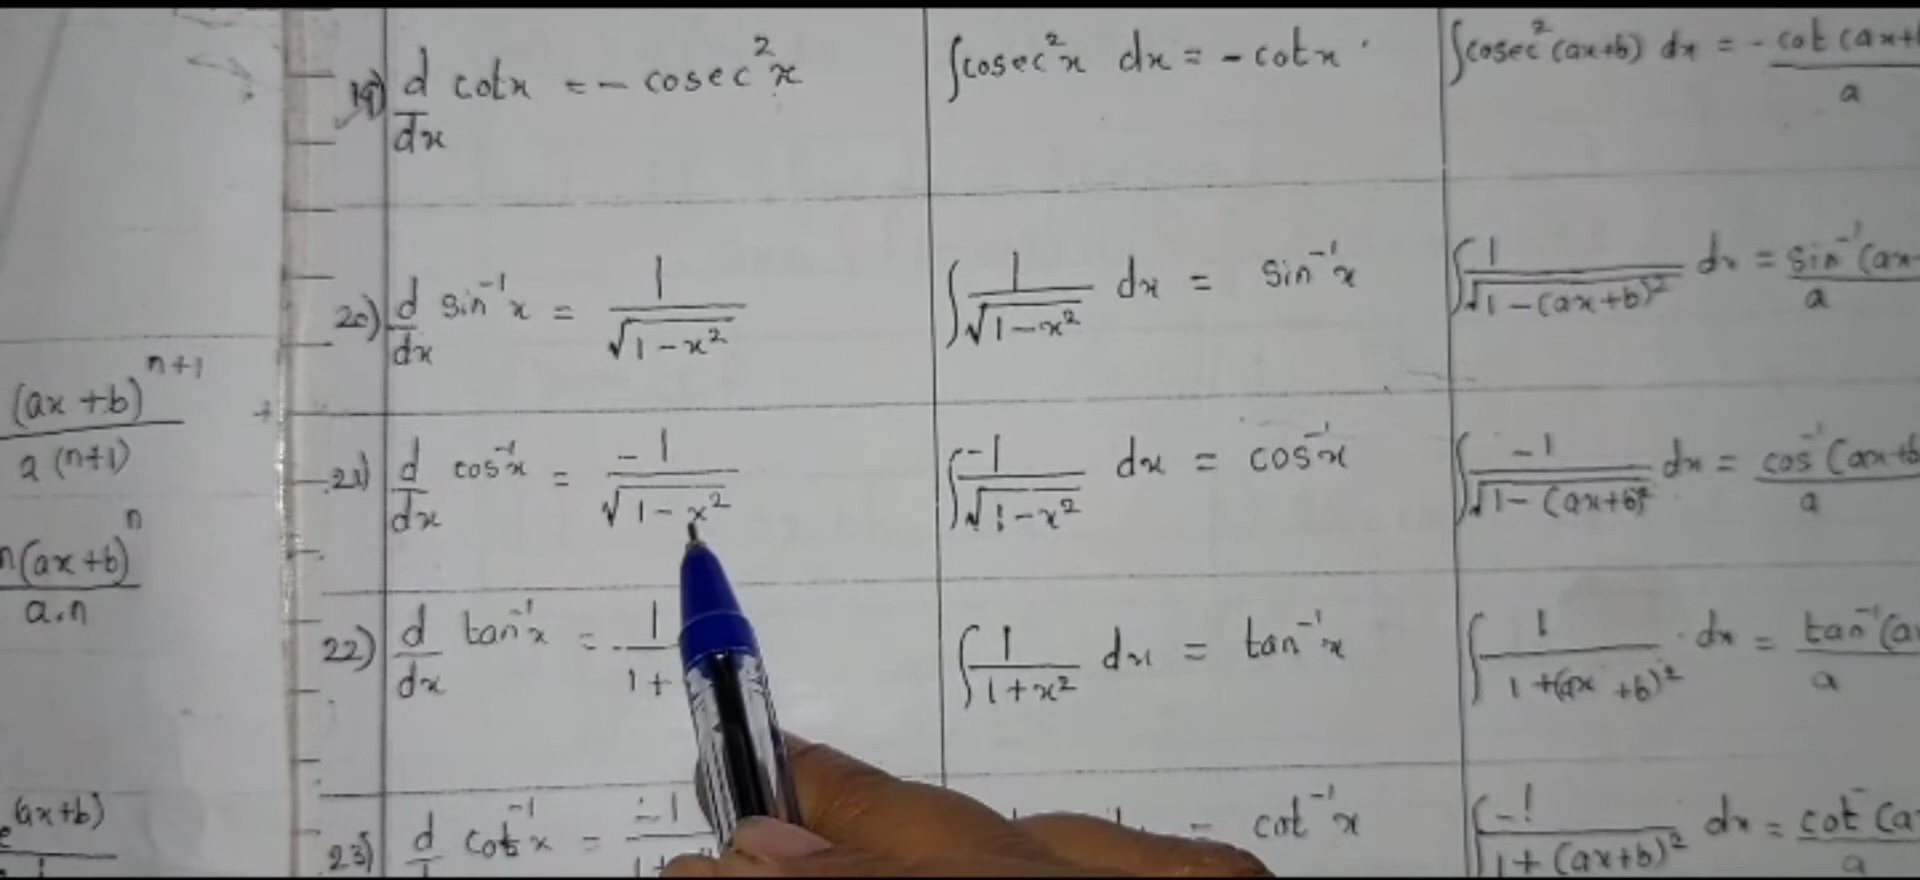 19) d/dx cotx = - cosec²x
∫cosec²x dx = - cotx
∫cosec²(ax+b) dx = - cot(ax+
a
20) d/dx sin⁻¹x = 1/√1-x²
∫1/√1-x² dx = sin⁻¹x
∫1/√1-(ax+b)² dx = sin⁻¹(ax
a
(ax+b)ⁿ⁺¹
a(n+1)
21) d/dx cos⁻¹x = -1/√1-x²
∫-1/√1-x² dx = cos⁻¹x
∫-1/√1-(ax+b)² dx = cos⁻¹(ax+b
a
(ax+b)ⁿ
a.n
22) d/dx tan⁻¹x = 1/1+
∫1/1+x² dx = tan⁻¹x
∫1/1+(ax+b)² dx = tan⁻¹(a
a
(ax+b)
23) d cot⁻¹x = -1/1+
= cot⁻¹x
∫-1/1+(ax+b)² dx = cot⁻(a
a